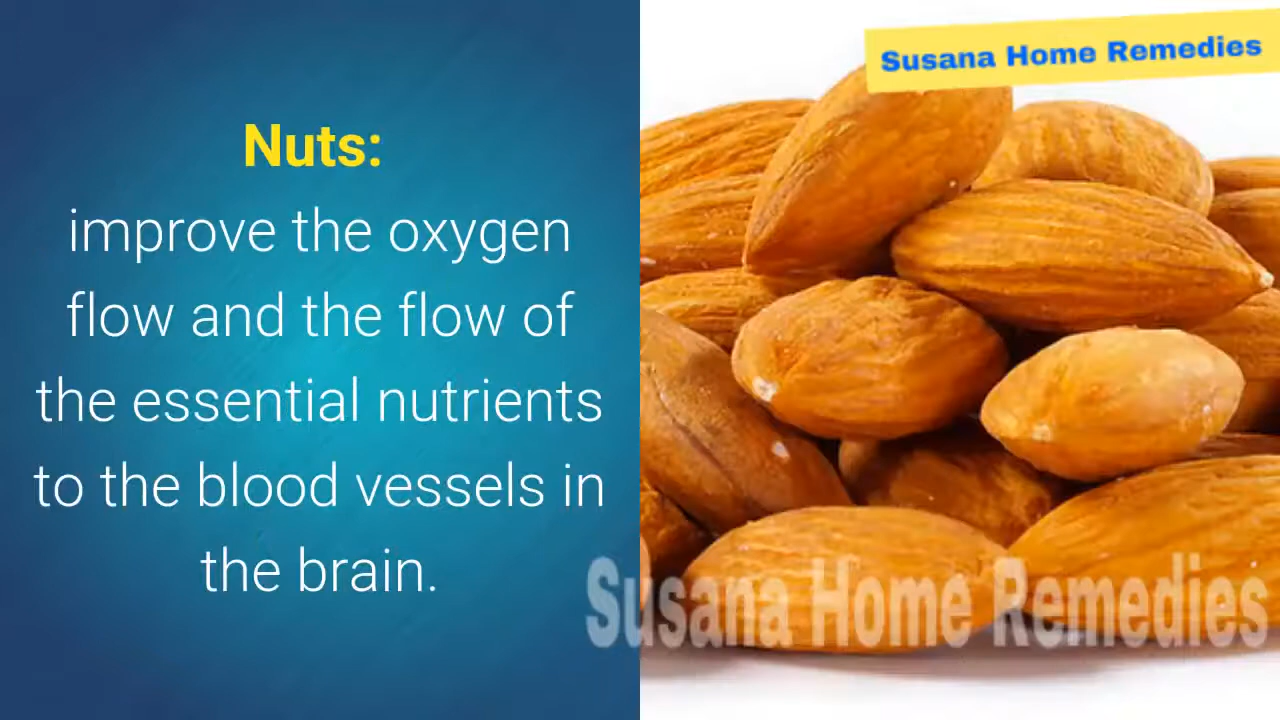 Susana Home Remedies
Nuts:
improve the oxygen
flow and the flow of
the essential nutrients
to the blood vessels in
the brain.
Susana Home Remedies